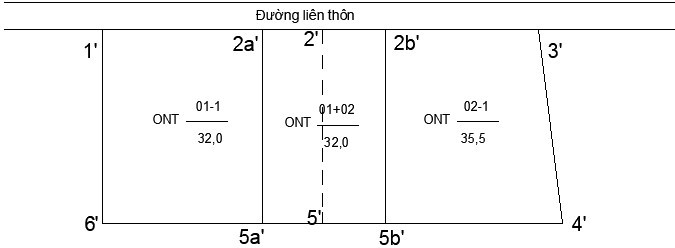 Đường liên thôn
1' 2a' 2' 2b' 3'
ONT 01-1 ONT 01+02 ONT 02-1
32,0 32,0 35,5
6' 5a' 5' 5b' 4'